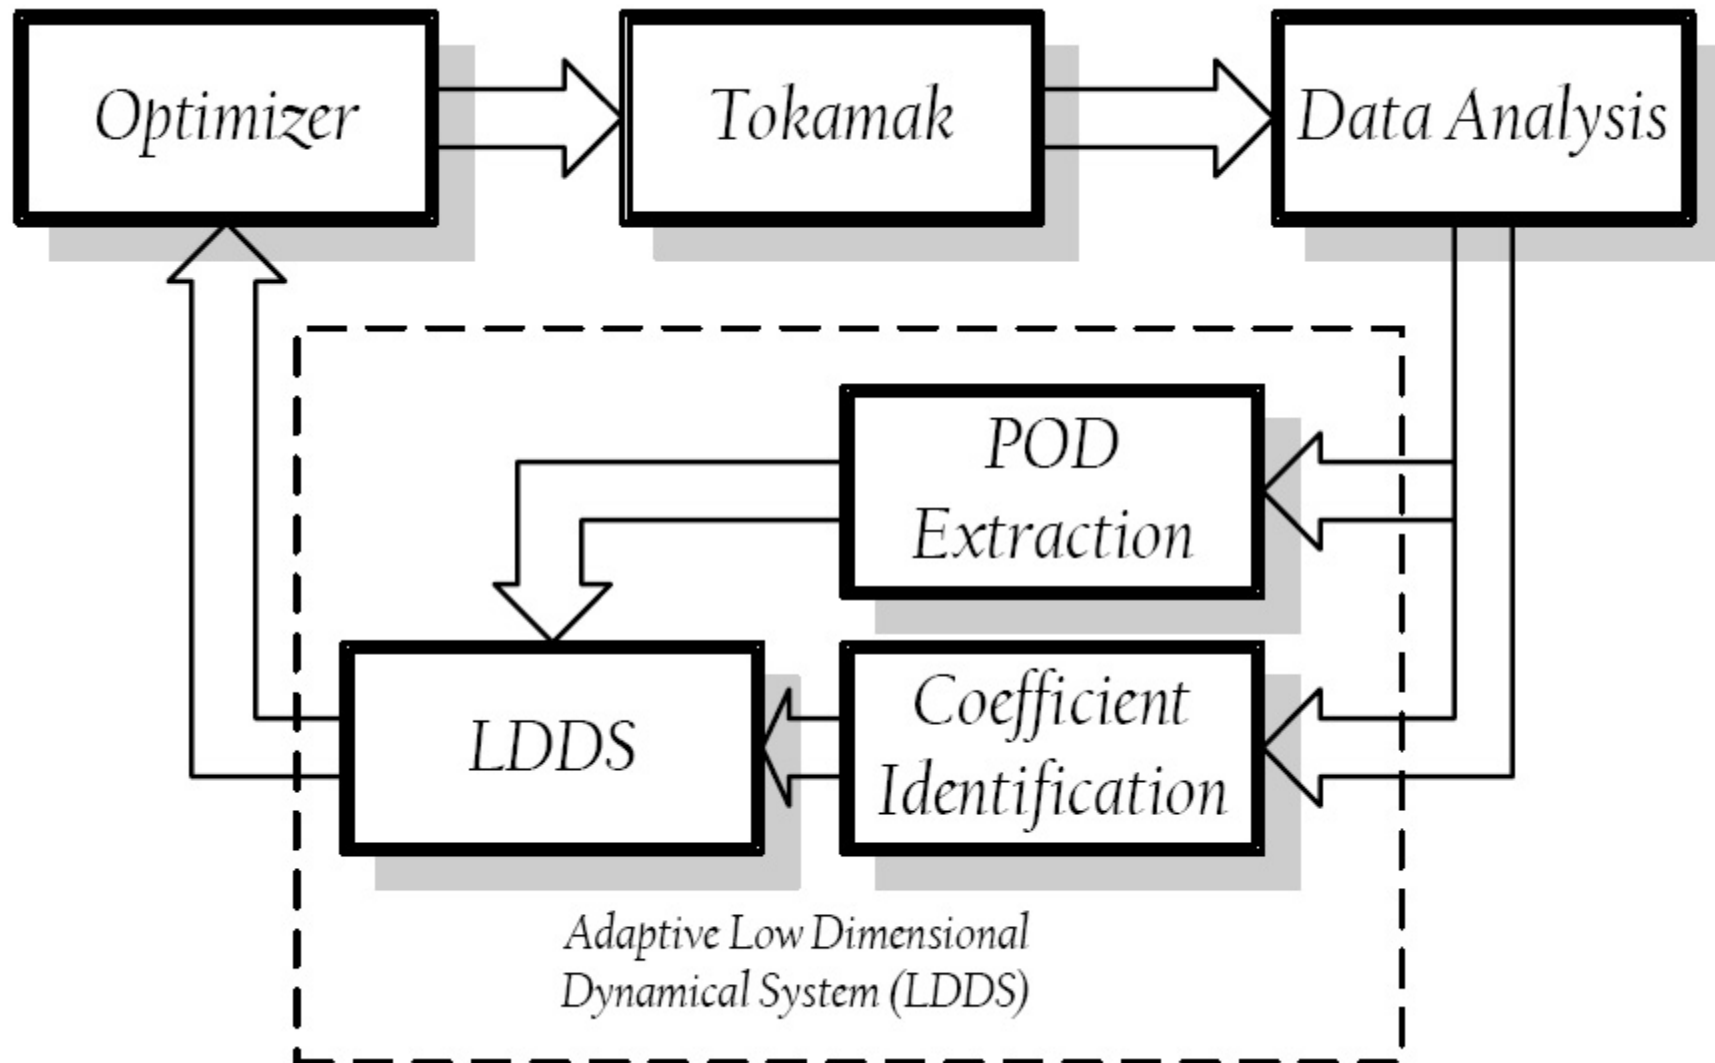 Optimizer
Tokamak
Data Analysis
POD
Extraction
LDDS
Coefficient
Identification
Adaptive Low Dimensional
Dynamical System (LDDS)